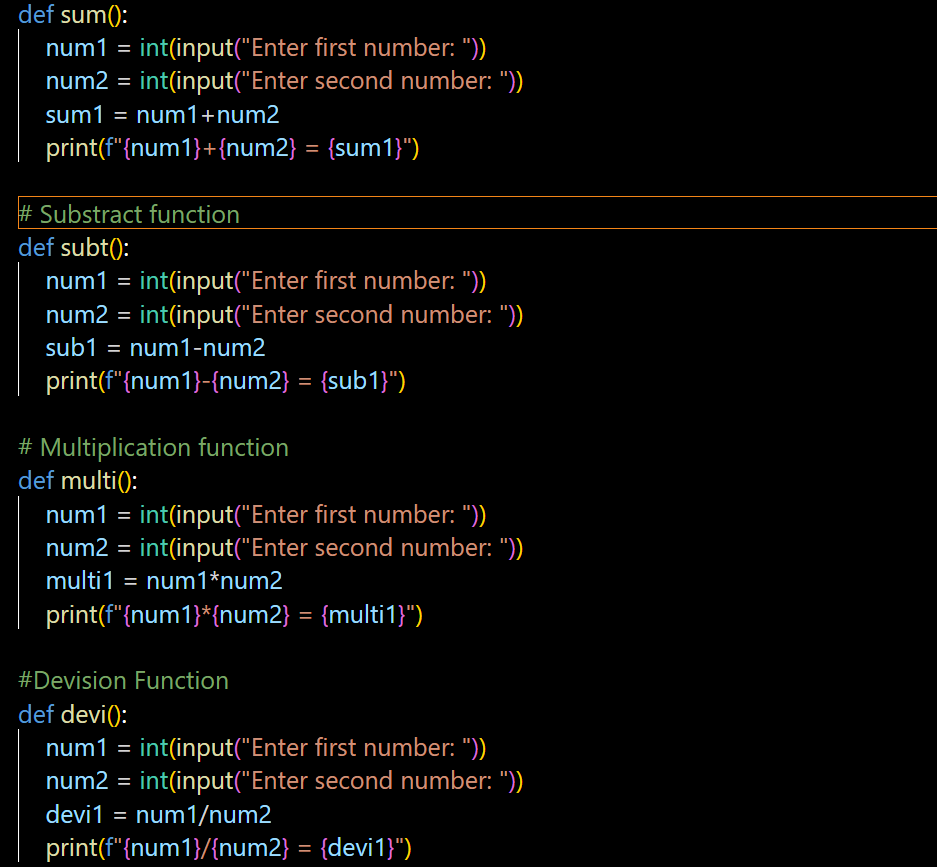 def sum():
    num1 = int(input("Enter first number: "))
    num2 = int(input("Enter second number: "))
    sum1 = num1+num2
    print(f"{num1}+{num2} = {sum1}")
# Substract function
def subt():
    num1 = int(input("Enter first number: "))
    num2 = int(input("Enter second number: "))
    sub1 = num1-num2
    print(f"{num1}-{num2} = {sub1}")
# Multiplication function
def multi():
    num1 = int(input("Enter first number: "))
    num2 = int(input("Enter second number: "))
    multi1 = num1*num2
    print(f"{num1}*{num2} = {multi1}")
#Devision Function
def devi():
    num1 = int(input("Enter first number: "))
    num2 = int(input("Enter second number: "))
    devi1 = num1/num2
    print(f"{num1}/{num2} = {devi1}")